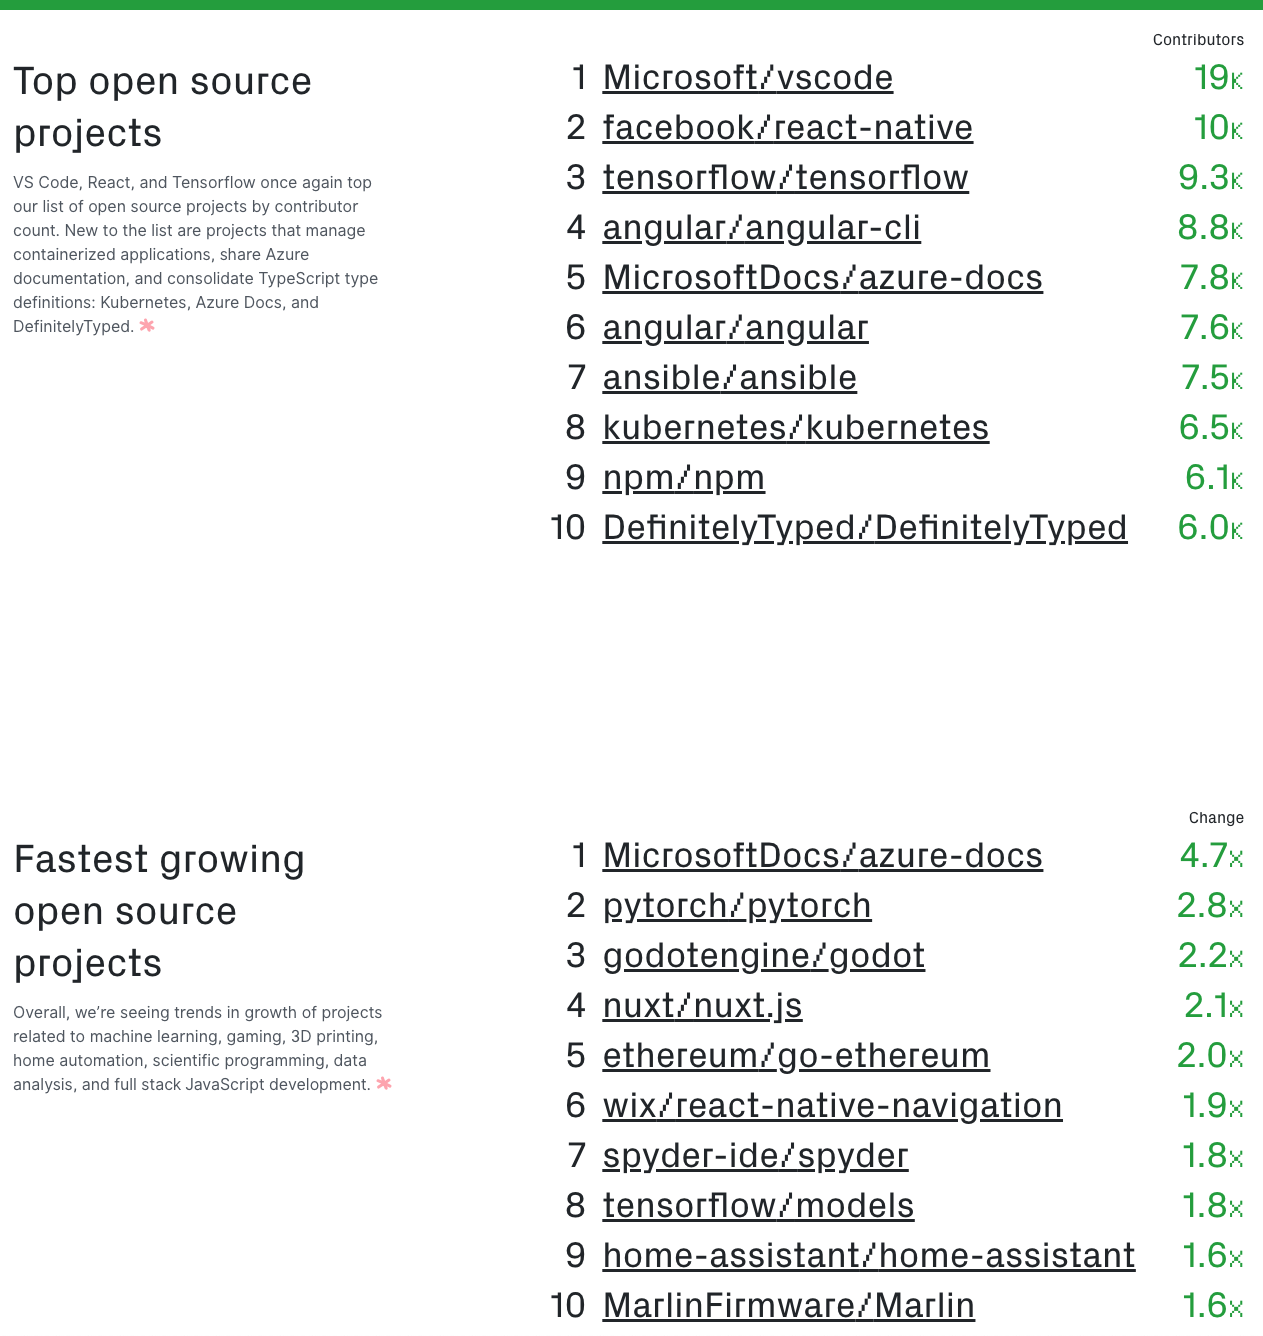 Contributors
Top open source
projects
VS Code, React, and Tensorflow once again top
our list of open source projects by contributor
count. New to the list are projects that manage
containerized applications, share Azure
documentation, and consolidate TypeScript type
definitions: Kubernetes, Azure Docs, and
DefinitelyTyped. *
1 Microsoft/vscode 19K
2 facebook/react-native 10K
3 tensorflow/tensorflow 9.3K
4 angular/angular-cli 8.8K
5 MicrosoftDocs/azure-docs 7.8K
6 angular/angular 7.6K
7 ansible/ansible 7.5K
8 kubernetes/kubernetes 6.5K
9 npm/npm 6.1K
10 DefinitelyTyped/DefinitelyTyped 6.0K
Change
Fastest growing
open source
projects
Overall, we’re seeing trends in growth of projects
related to machine learning, gaming, 3D printing,
home automation, scientific programming, data
analysis, and full stack JavaScript development. *
1 MicrosoftDocs/azure-docs 4.7x
2 pytorch/pytorch 2.8x
3 godotengine/godot 2.2x
4 nuxt/nuxt.js 2.1x
5 ethereum/go-ethereum 2.0x
6 wix/react-native-navigation 1.9x
7 spyder-ide/spyder 1.8x
8 tensorflow/models 1.8x
9 home-assistant/home-assistant 1.6x
10 MarlinFirmware/Marlin 1.6x